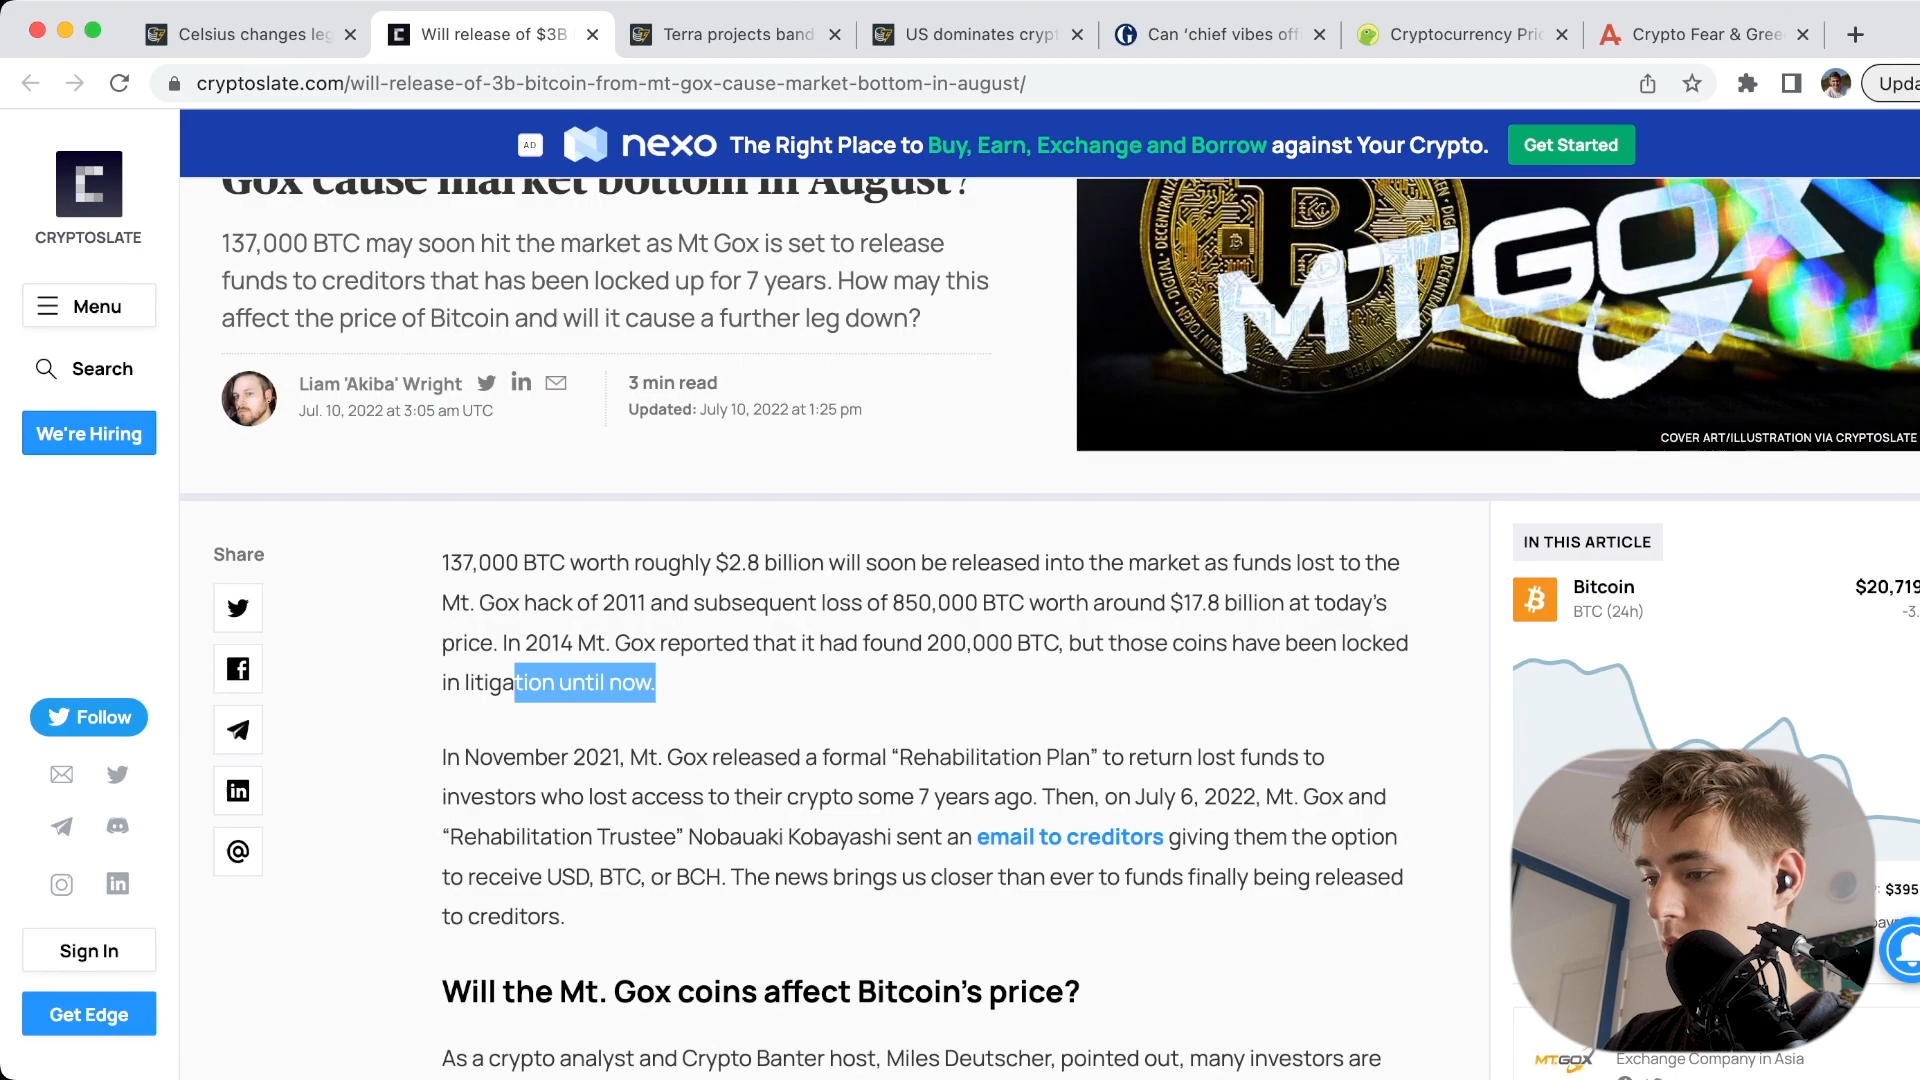 Celsius changes leg
Will release of $3B
Terra projects band
US dominates crypt
Can ‘chief vibes off
Cryptocurrency Pric
Crypto Fear & Gree
cryptoslate.com/will-release-of-3b-bitcoin-from-mt-gox-cause-market-bottom-in-august/
Upda
AD
nexo
The Right Place to Buy, Earn, Exchange and Borrow against Your Crypto.
Get Started
CRYPTOSLATE
Menu
Search
We're Hiring
Follow
Sign In
Get Edge
Gox cause market bottom in August?
137,000 BTC may soon hit the market as Mt Gox is set to release
funds to creditors that has been locked up for 7 years. How may this
affect the price of Bitcoin and will it cause a further leg down?
Liam 'Akiba' Wright
Jul. 10, 2022 at 3:05 am UTC
3 min read
Updated: July 10, 2022 at 1:25 pm
MT.GOX
COVER ART/ILLUSTRATION VIA CRYPTOSLATE
Share
137,000 BTC worth roughly $2.8 billion will soon be released into the market as funds lost to the
Mt. Gox hack of 2011 and subsequent loss of 850,000 BTC worth around $17.8 billion at today's
price. In 2014 Mt. Gox reported that it had found 200,000 BTC, but those coins have been locked
in litigation until now.
In November 2021, Mt. Gox released a formal “Rehabilitation Plan” to return lost funds to
investors who lost access to their crypto some 7 years ago. Then, on July 6, 2022, Mt. Gox and
“Rehabilitation Trustee” Nobauaki Kobayashi sent an email to creditors giving them the option
to receive USD, BTC, or BCH. The news brings us closer than ever to funds finally being released
to creditors.
Will the Mt. Gox coins affect Bitcoin's price?
As a crypto analyst and Crypto Banter host, Miles Deutscher, pointed out, many investors are
IN THIS ARTICLE
Bitcoin
BTC (24h)
$20,719
-3.
$395
MT.GOX
Exchange Company in Asia